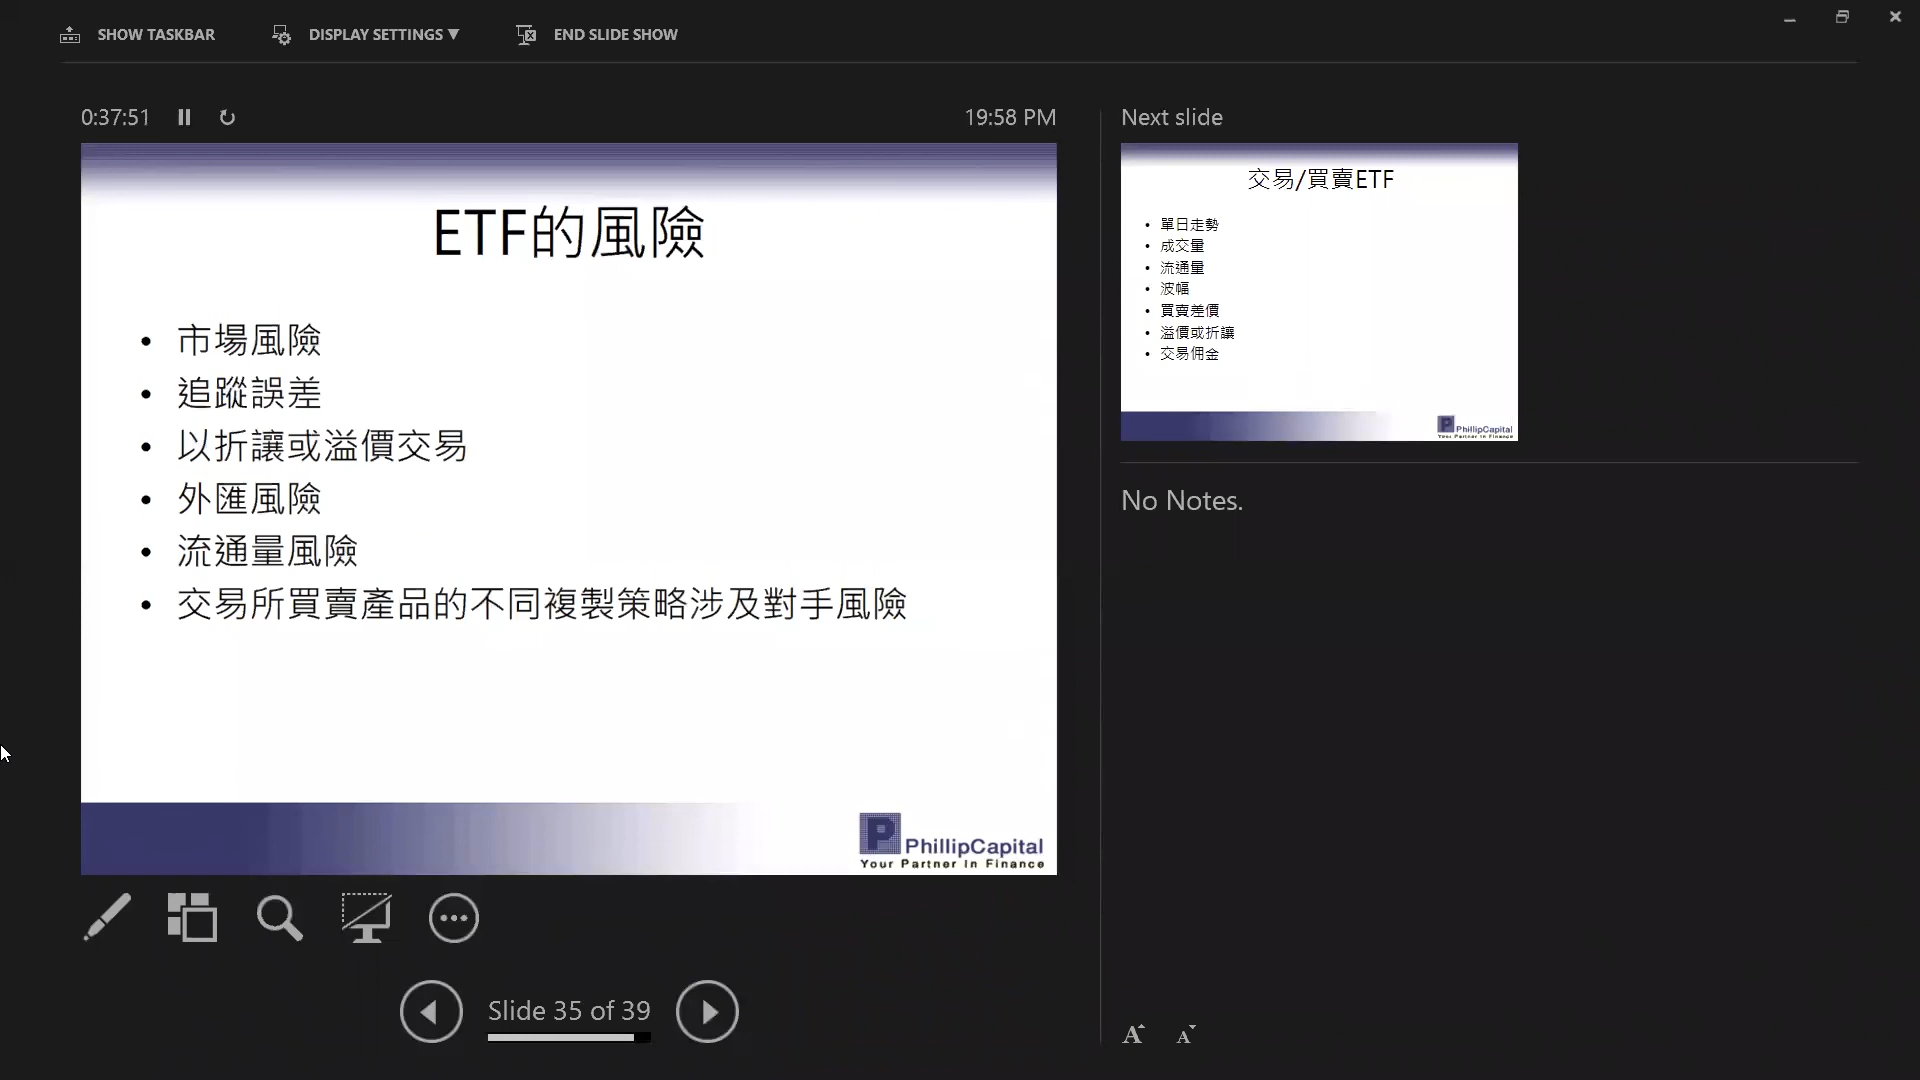 SHOW TASKBAR
DISPLAY SETTINGS ▼
END SLIDE SHOW
0:37:51
19:58 PM
ETF的風險
• 市場風險
• 追蹤誤差
• 以折讓或溢價交易
• 外匯風險
• 流通量風險
• 交易所買賣產品的不同複製策略涉及對手風險
P PhillipCapital
Your Partner In Finance
Slide 35 of 39
Next slide
交易/買賣ETF
• 單日走勢
• 成交量
• 流通量
• 波幅
• 買賣差價
• 溢價或折讓
• 交易佣金
P PhillipCapital
Your Partner In Finance
No Notes.
A A